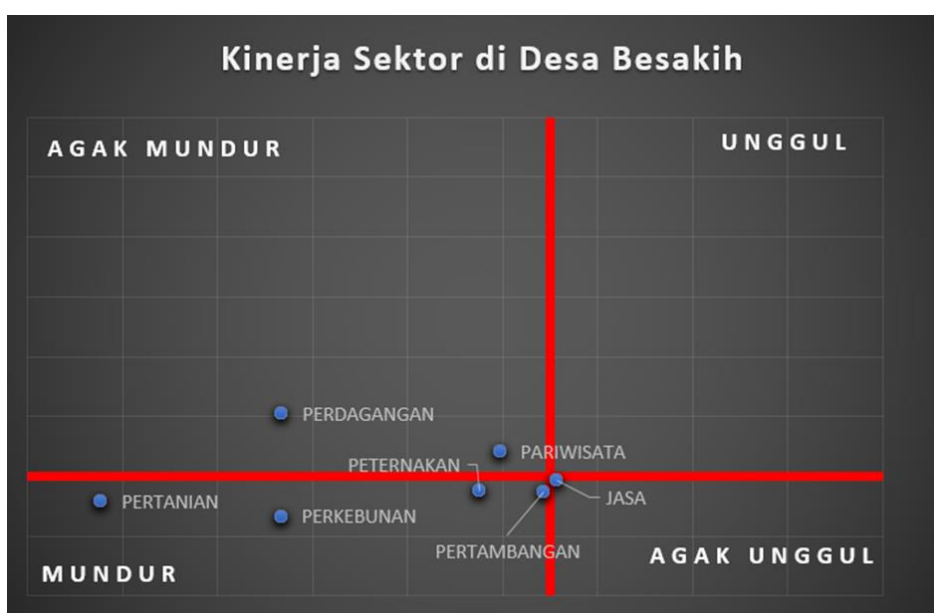 Kinerja Sektor di Desa Besakih
AGAK MUNDUR
UNGGUL
PERDAGANGAN
PARIWISATA
PETERNAKAN
JASA
PERTANIAN
PERKEBUNAN
PERTAMBANGAN
AGAK UNGGUL
MUNDUR